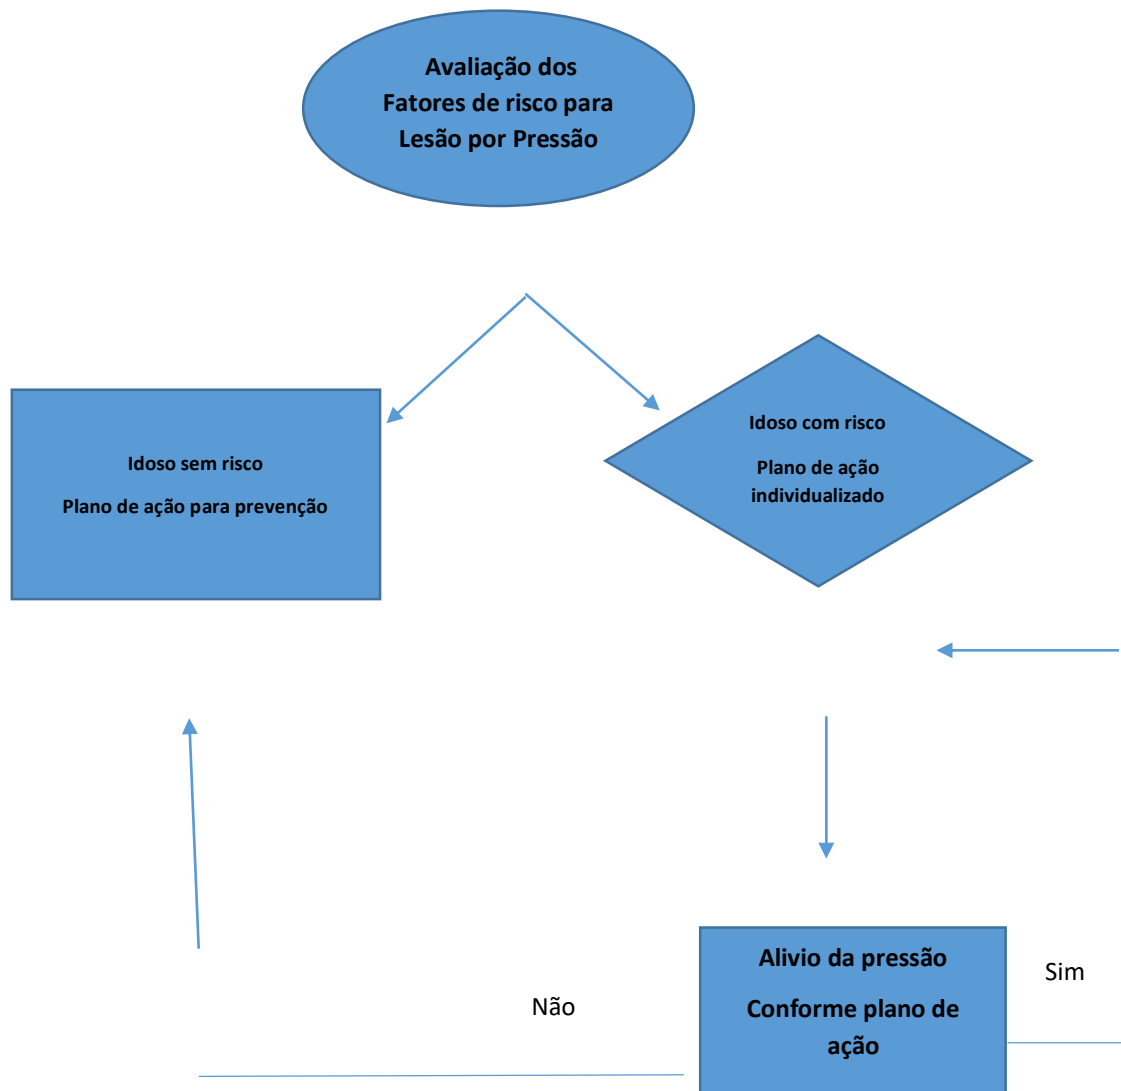 Avaliação dos
Fatores de risco para
Lesão por Pressão
Idoso sem risco
Plano de ação para prevenção
Idoso com risco
Plano de ação
individualizado
Alivio da pressão
Conforme plano de
ação
Sim
Não